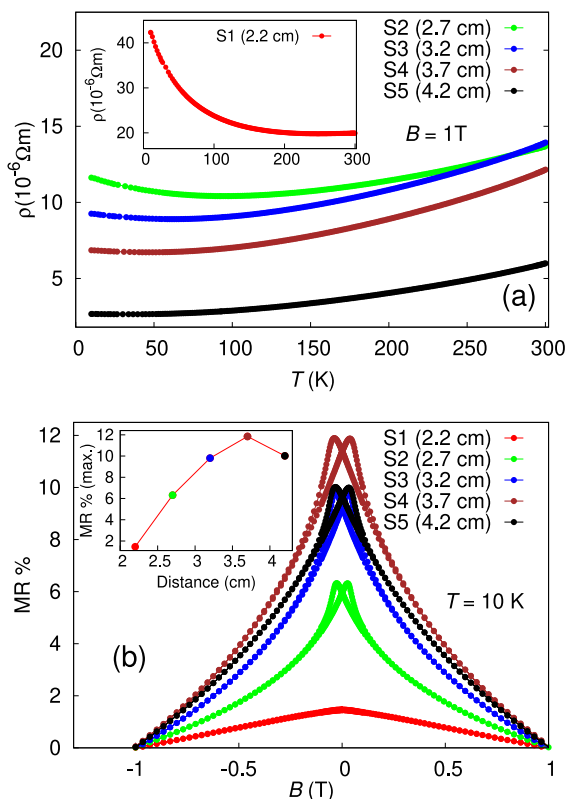 S1 (2.2 cm)
ρ(10⁻⁶Ωm)
40
30
20
0
100
200
300
S2 (2.7 cm)
S3 (3.2 cm)
S4 (3.7 cm)
S5 (4.2 cm)
B = 1T
ρ(10⁻⁶Ωm)
20
15
10
5
(a)
50
100
150
200
250
300
T (K)
MR % (max.)
12
10
8
6
4
2
2
2.5
3
3.5
4
Distance (cm)
S1 (2.2 cm)
S2 (2.7 cm)
S3 (3.2 cm)
S4 (3.7 cm)
S5 (4.2 cm)
T = 10 K
MR %
12
10
8
6
4
2
0
(b)
-1
-0.5
0
0.5
1
B (T)